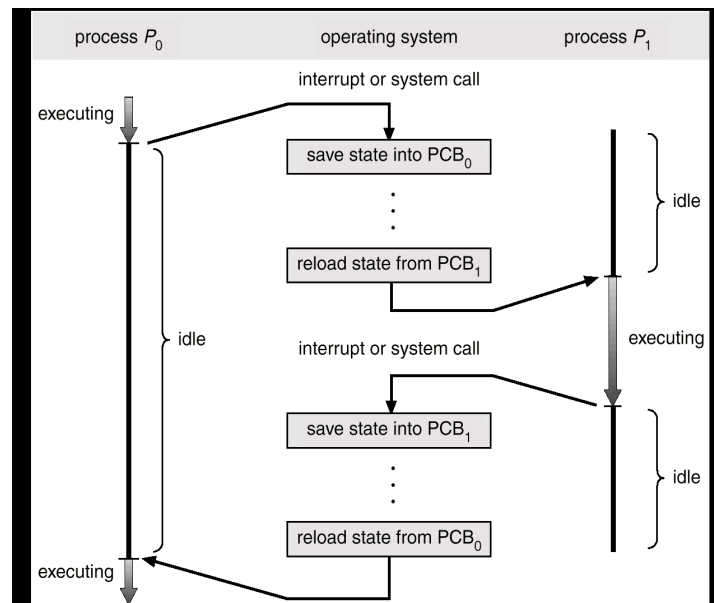 process P0 operating system process P1
interrupt or system call
executing
save state into PCB0
idle
reload state from PCB1
executing
idle
interrupt or system call
save state into PCB1
idle
reload state from PCB0
executing